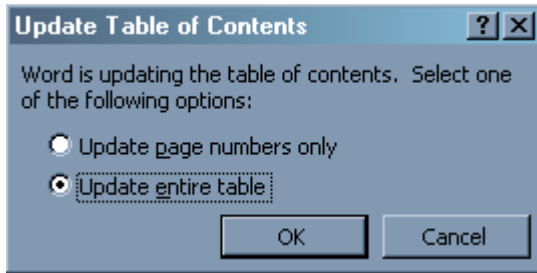 Update Table of Contents
Word is updating the table of contents. Select one
of the following options:
Update page numbers only
Update entire table
OK Cancel